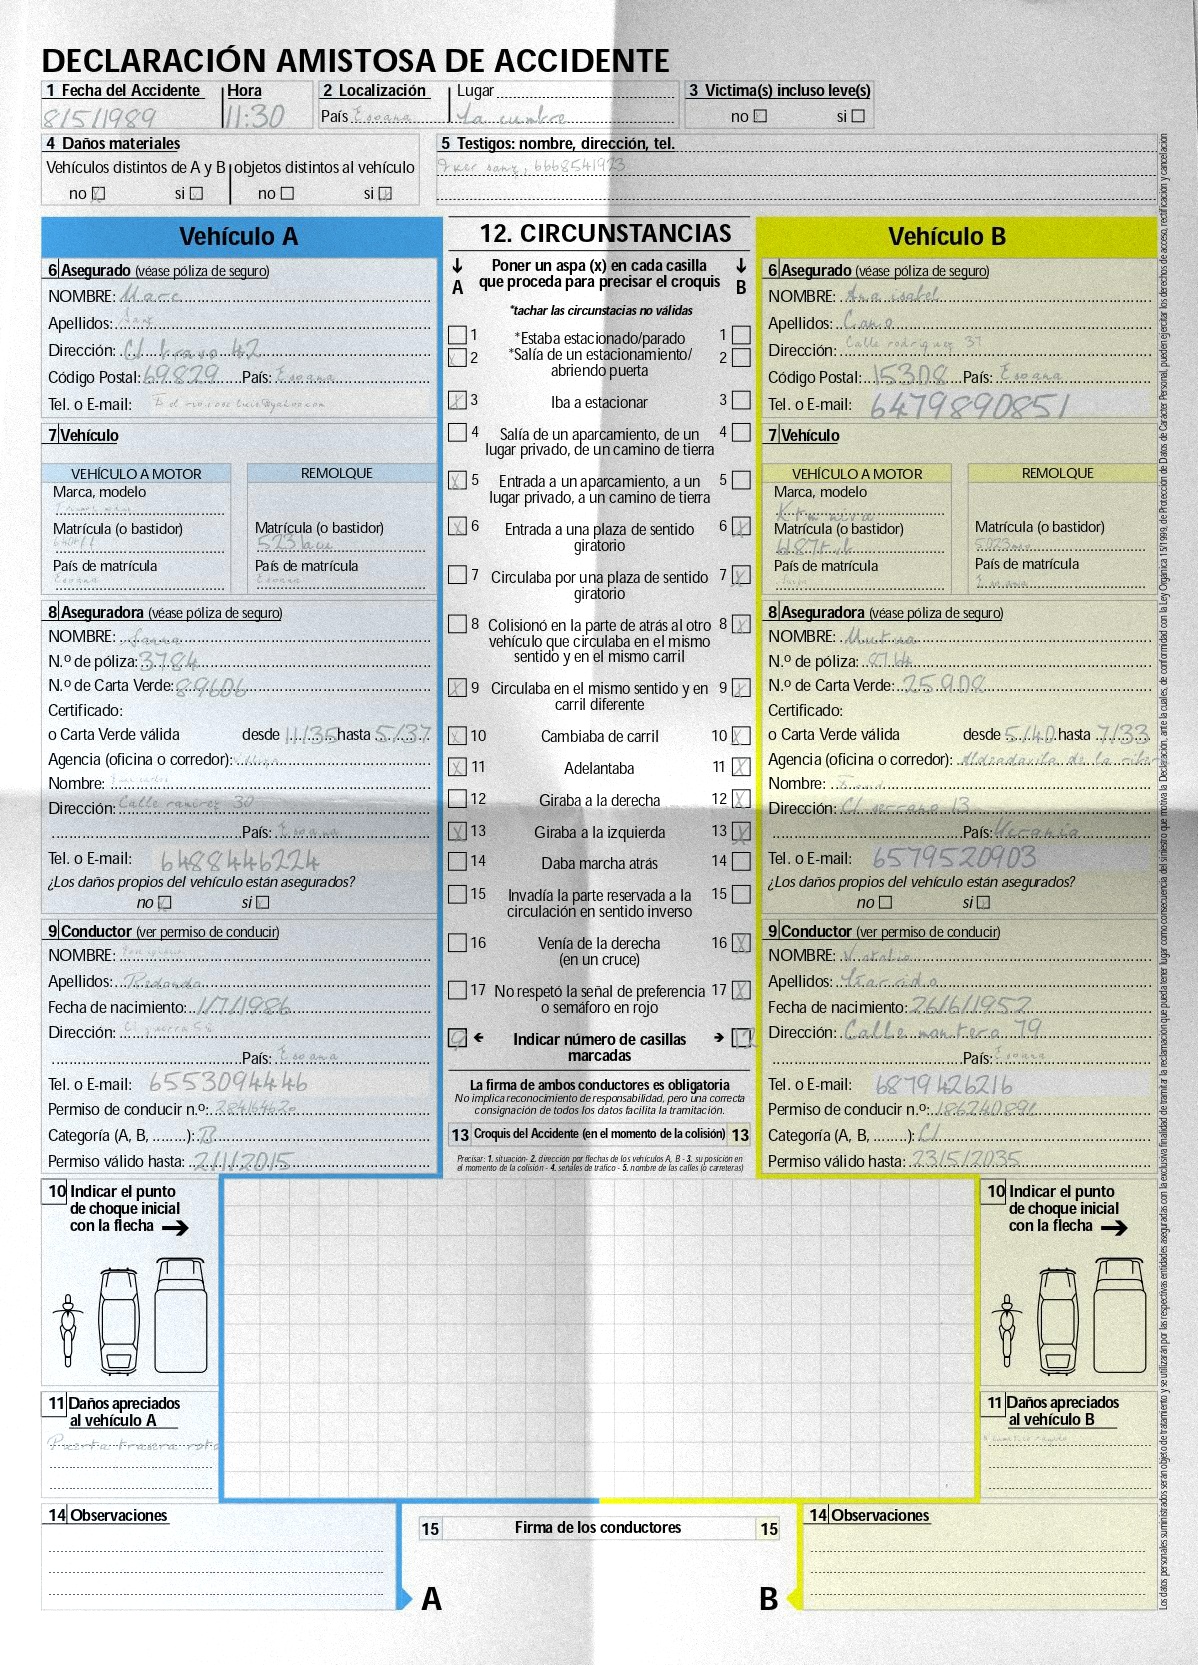 DECLARACIÓN AMISTOSA DE ACCIDENTE
1 Fecha del Accidente Hora 2 Localización Lugar 3 Victima(s) incluso leve(s)
8/5/1989 11:30 País España La cumbre no si
4 Daños materiales 5 Testigos: nombre, dirección, tel.
Vehículos distintos de A y B objetos distintos al vehículo Iker sanz, 6668541923
no si no si
Vehículo A 12. CIRCUNSTANCIAS Vehículo B
Poner un aspa (x) en cada casilla que proceda para precisar el croquis
A B
*tachar las circunstacias no válidas
6 Asegurado (véase póliza de seguro)
NOMBRE: Marc
Apellidos: Sanz
Dirección: Cl bravo 42
Código Postal: 69829 País: España
Tel. o E-mail:
7 Vehículo
VEHÍCULO A MOTOR REMOLQUE
Marca, modelo
Matrícula (o bastidor) Matrícula (o bastidor)
País de matrícula País de matrícula
España España
8 Aseguradora (véase póliza de seguro)
NOMBRE:
N.º de póliza: 3784
N.º de Carta Verde: 89606
Certificado:
o Carta Verde válida desde 11/35 hasta 5/37
Agencia (oficina o corredor):
Nombre: Juan carlos
Dirección: Calle ramirez 30
País: España
Tel. o E-mail: 6488446224
¿Los daños propios del vehículo están asegurados?
no si
9 Conductor (ver permiso de conducir)
NOMBRE:
Apellidos: Redondo
Fecha de nacimiento: 1/7/1986
Dirección: Cl guerra 58
País: España
Tel. o E-mail: 6553094446
Permiso de conducir n.º:
Categoría (A, B, ........): B
Permiso válido hasta: 2/1/2015
1 *Estaba estacionado/parado 1
2 *Salía de un estacionamiento/ 2
abriendo puerta
3 Iba a estacionar 3
4 Salía de un aparcamiento, de un 4
lugar privado, de un camino de tierra
5 Entrada a un aparcamiento, a un 5
lugar privado, a un camino de tierra
6 Entrada a una plaza de sentido 6
giratorio
7 Circulaba por una plaza de sentido 7
giratorio
8 Colisionó en la parte de atrás al otro 8
vehículo que circulaba en el mismo
sentido y en el mismo carril
9 Circulaba en el mismo sentido y en 9
carril diferente
10 Cambiaba de carril 10
11 Adelantaba 11
12 Giraba a la derecha 12
13 Giraba a la izquierda 13
14 Daba marcha atrás 14
15 Invadía la parte reservada a la 15
circulación en sentido inverso
16 Venía de la derecha 16
(en un cruce)
17 No respetó la señal de preferencia 17
o semáforo en rojo
9 Indicar número de casillas 12
marcadas
La firma de ambos conductores es obligatoria
No implica reconocimiento de responsabilidad, pero una correcta
consignación de todos los datos facilita la tramitación.
13 Croquis del Accidente (en el momento de la colisión) 13
Precisar: 1. situación- 2. dirección por flechas de los vehículos A, B - 3. su posición en
el momento de la colisión - 4. señales de tráfico - 5. nombre de las calles (o carreteras)
6 Asegurado (véase póliza de seguro)
NOMBRE: Ana isabel
Apellidos: Cano
Dirección: Calle rodriguez 37
Código Postal: 15308 País: España
Tel. o E-mail: 6479890851
7 Vehículo
VEHÍCULO A MOTOR REMOLQUE
Marca, modelo
Matrícula (o bastidor) Matrícula (o bastidor)
País de matrícula País de matrícula
8 Aseguradora (véase póliza de seguro)
NOMBRE: Mutua
N.º de póliza:
N.º de Carta Verde: 25908
Certificado:
o Carta Verde válida desde 5/40 hasta 7/33
Agencia (oficina o corredor): Aldeadavila de la riber
Nombre:
Dirección: Cl serrano 13
País: Ucrania
Tel. o E-mail: 6579520903
¿Los daños propios del vehículo están asegurados?
no si
9 Conductor (ver permiso de conducir)
NOMBRE: Natalia
Apellidos: Garrido
Fecha de nacimiento: 26/6/1952
Dirección: Calle montero 79
País: España
Tel. o E-mail: 6879426216
Permiso de conducir n.º: 186240891
Categoría (A, B, ........): C1
Permiso válido hasta: 23/5/2035
10 Indicar el punto
de choque inicial
con la flecha
11 Daños apreciados
al vehículo A
Puerta trasera rota
10 Indicar el punto
de choque inicial
con la flecha
11 Daños apreciados
al vehículo B
14 Observaciones
15 Firma de los conductores 15
A B
14 Observaciones
Los datos personales suministrados serán objeto de tratamiento y se utilizarán por las respectivas entidades aseguradas con la exclusiva finalidad de tramitar la reclamación que pueda tener lugar como consecuencia del siniestro que motiva la Declaración, ante la cuales, de conformidad con la Ley Orgánica 15/1999, de Protección de Datos de Carácter Personal, pueden ejercitar los derechos de acceso, rectificación y cancelación